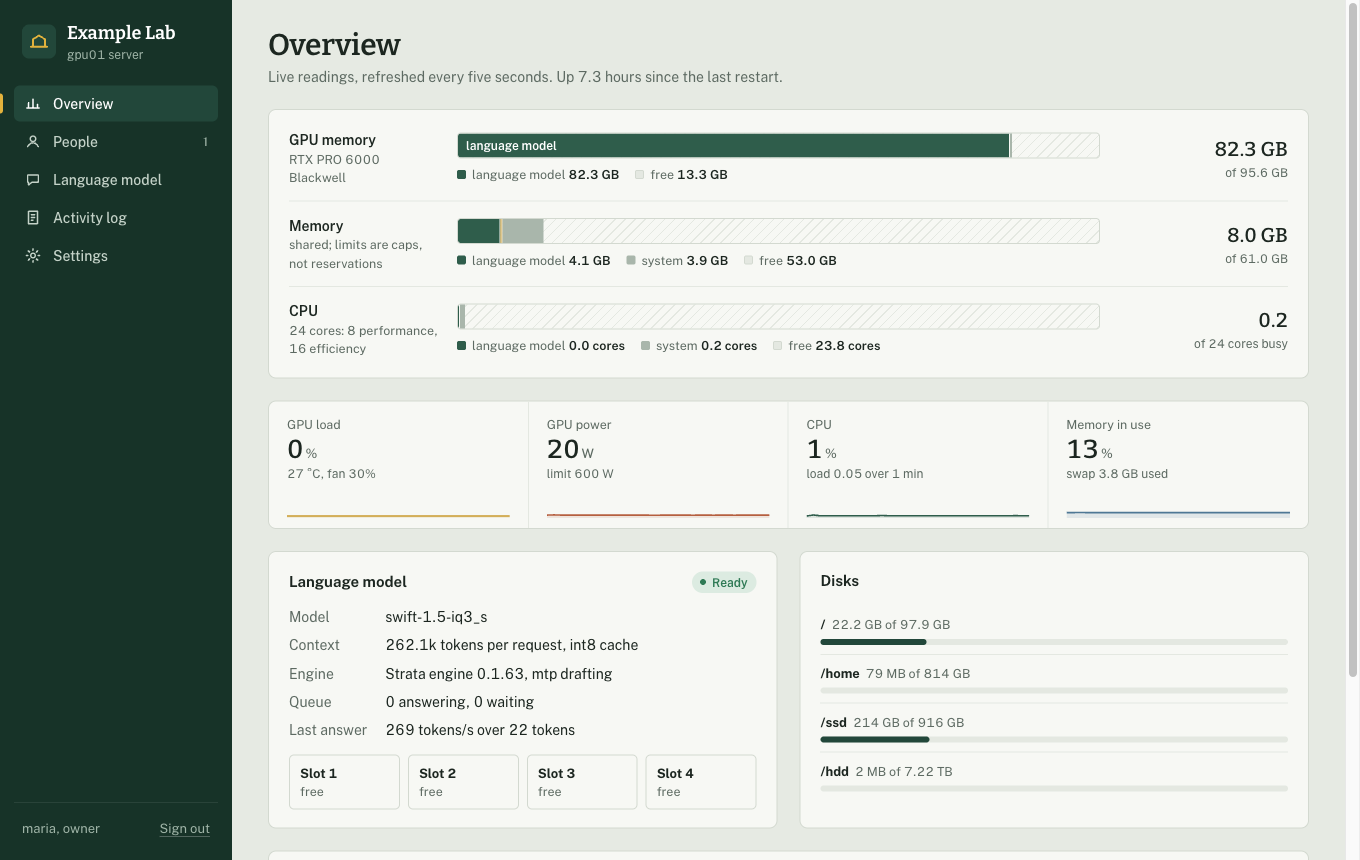 Example Lab
gpu01 server
Overview
People 1
Language model
Activity log
Settings
maria, owner Sign out
Overview
Live readings, refreshed every five seconds. Up 7.3 hours since the last restart.
GPU memory
RTX PRO 6000
Blackwell
language model
language model 82.3 GB free 13.3 GB
82.3 GB
of 95.6 GB
Memory
shared; limits are caps,
not reservations
language model 4.1 GB system 3.9 GB free 53.0 GB
8.0 GB
of 61.0 GB
CPU
24 cores: 8 performance,
16 efficiency
language model 0.0 cores system 0.2 cores free 23.8 cores
0.2
of 24 cores busy
GPU load
0 %
27 °C, fan 30%
GPU power
20 W
limit 600 W
CPU
1 %
load 0.05 over 1 min
Memory in use
13 %
swap 3.8 GB used
Language model Ready
Model swift-1.5-iq3_s
Context 262.1k tokens per request, int8 cache
Engine Strata engine 0.1.63, mtp drafting
Queue 0 answering, 0 waiting
Last answer 269 tokens/s over 22 tokens
Slot 1
free
Slot 2
free
Slot 3
free
Slot 4
free
Disks
/ 22.2 GB of 97.9 GB
/home 79 MB of 814 GB
/ssd 214 GB of 916 GB
/hdd 2 MB of 7.22 TB